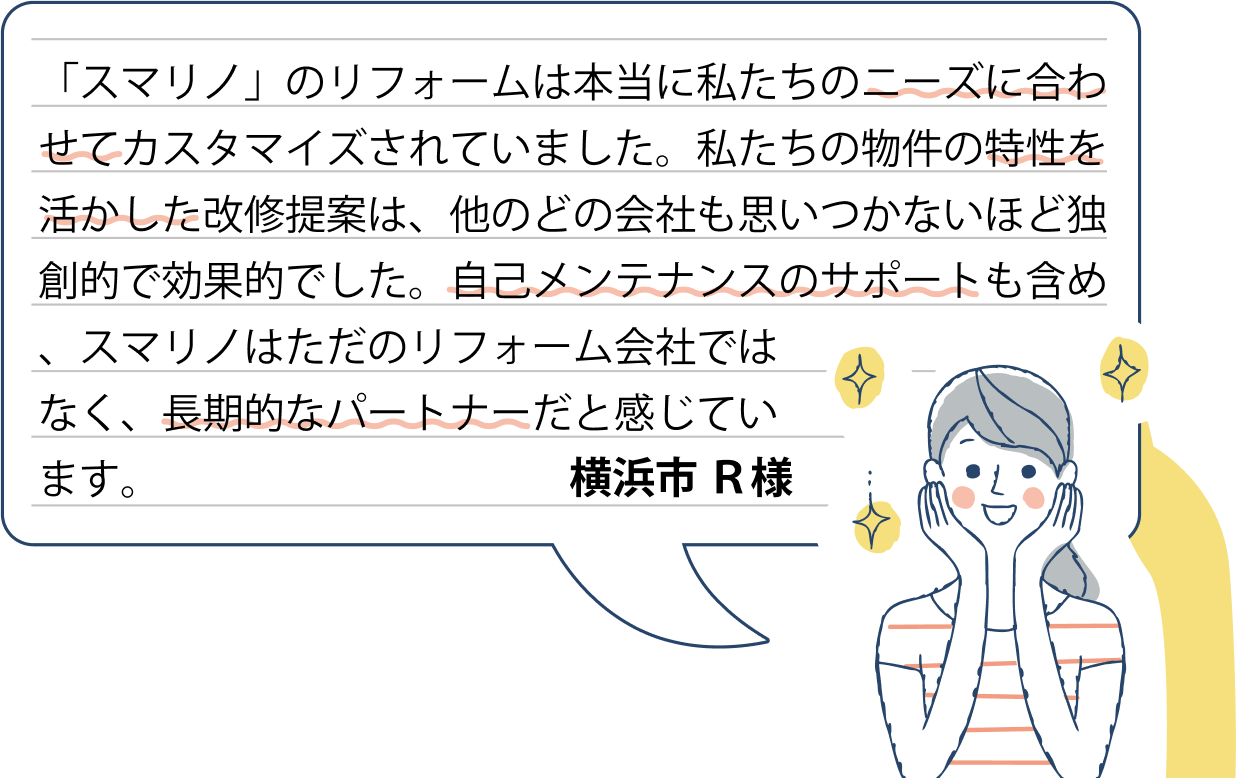 「スマリノ」のリフォームは本当に私たちのニーズに合わ
せてカスタマイズされていました。私たちの物件の特性を
活かした改修提案は、他のどの会社も思いつかないほど独
創的で効果的でした。自己メンテナンスのサポートも含め
、スマリノはただのリフォーム会社では
なく、長期的なパートナーだと感じてい
ます。
横浜市 R様